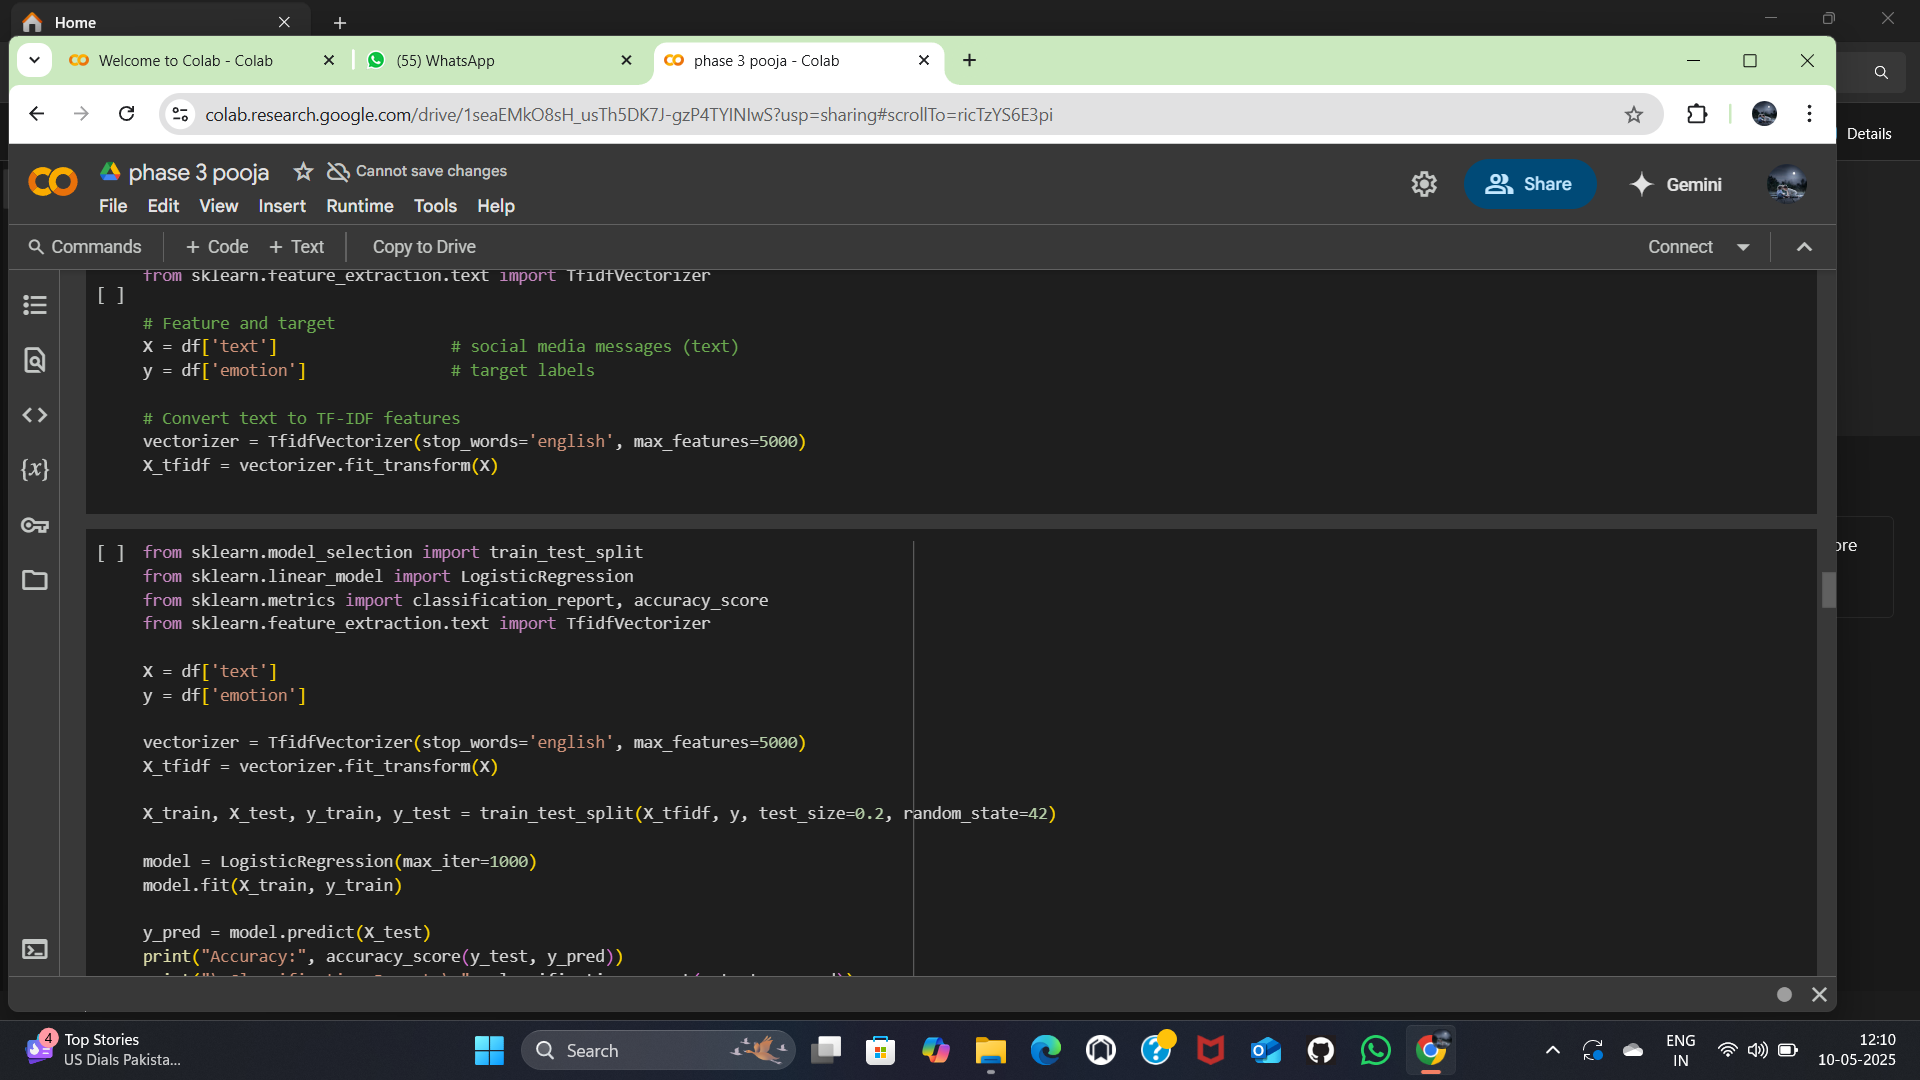 Home
Details
Welcome to Colab - Colab
(55) WhatsApp
phase 3 pooja - Colab
colab.research.google.com/drive/1seaEMkO8sH_usTh5DK7J-gzP4TYINIwS?usp=sharing#scrollTo=ricTzYS6E3pi
phase 3 pooja
Cannot save changes
Share
Gemini
File Edit View Insert Runtime Tools Help
Commands + Code + Text Copy to Drive Connect
from sklearn.feature_extraction.text import TfidfVectorizer
[ ]
# Feature and target
X = df['text'] # social media messages (text)
y = df['emotion'] # target labels
# Convert text to TF-IDF features
vectorizer = TfidfVectorizer(stop_words='english', max_features=5000)
X_tfidf = vectorizer.fit_transform(X)
[ ] from sklearn.model_selection import train_test_split
from sklearn.linear_model import LogisticRegression
from sklearn.metrics import classification_report, accuracy_score
from sklearn.feature_extraction.text import TfidfVectorizer
X = df['text']
y = df['emotion']
vectorizer = TfidfVectorizer(stop_words='english', max_features=5000)
X_tfidf = vectorizer.fit_transform(X)
X_train, X_test, y_train, y_test = train_test_split(X_tfidf, y, test_size=0.2, random_state=42)
model = LogisticRegression(max_iter=1000)
model.fit(X_train, y_train)
y_pred = model.predict(X_test)
print("Accuracy:", accuracy_score(y_test, y_pred))
4
Top Stories
US Dials Pakista...
Search
ENG
IN
12:10
10-05-2025